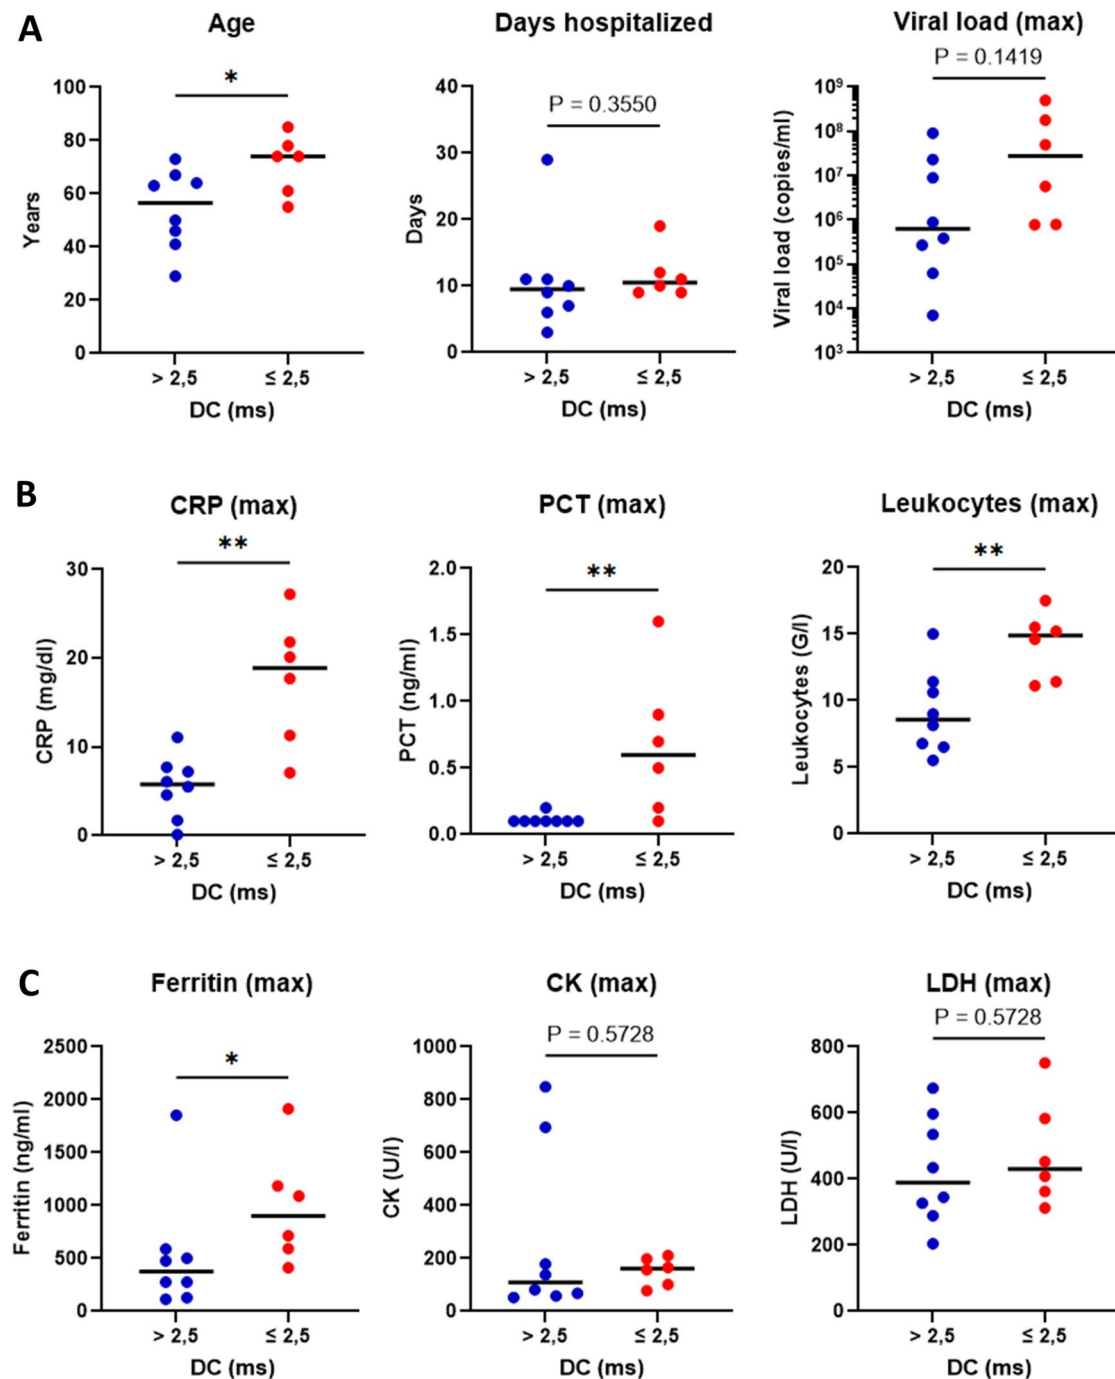 A
Age
*
Years
100
80
60
40
20
0
> 2,5
≤ 2,5
DC (ms)
Days hospitalized
P = 0.3550
Days
40
30
20
10
0
> 2,5
≤ 2,5
DC (ms)
Viral load (max)
P = 0.1419
Viral load (copies/ml)
10⁹
10⁸
10⁷
10⁶
10⁵
10⁴
10³
> 2,5
≤ 2,5
DC (ms)
B
CRP (max)
**
CRP (mg/dl)
30
20
10
0
> 2,5
≤ 2,5
DC (ms)
PCT (max)
**
PCT (ng/ml)
2.0
1.5
1.0
0.5
0.0
> 2,5
≤ 2,5
DC (ms)
Leukocytes (max)
**
Leukocytes (G/l)
20
15
10
5
0
> 2,5
≤ 2,5
DC (ms)
C
Ferritin (max)
*
Ferritin (ng/ml)
2500
2000
1500
1000
500
0
> 2,5
≤ 2,5
DC (ms)
CK (max)
P = 0.5728
CK (U/l)
1000
800
600
400
200
0
> 2,5
≤ 2,5
DC (ms)
LDH (max)
P = 0.5728
LDH (U/l)
800
600
400
200
0
> 2,5
≤ 2,5
DC (ms)